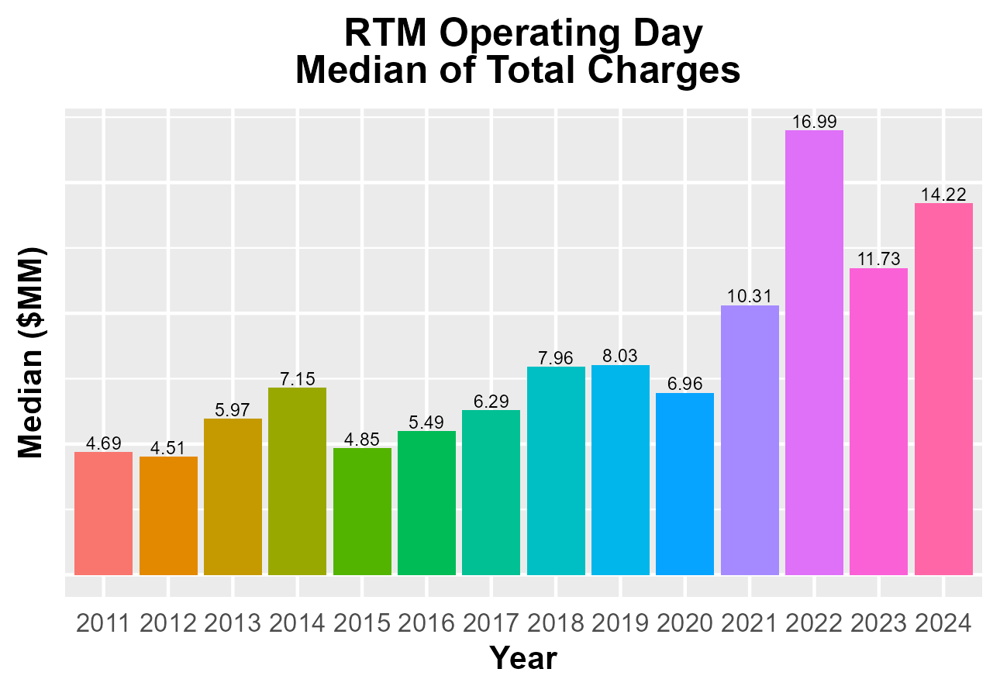 RTM Operating Day
Median of Total Charges
Median ($MM)
4.69
4.51
5.97
7.15
4.85
5.49
6.29
7.96
8.03
6.96
10.31
16.99
11.73
14.22
2011 2012 2013 2014 2015 2016 2017 2018 2019 2020 2021 2022 2023 2024
Year